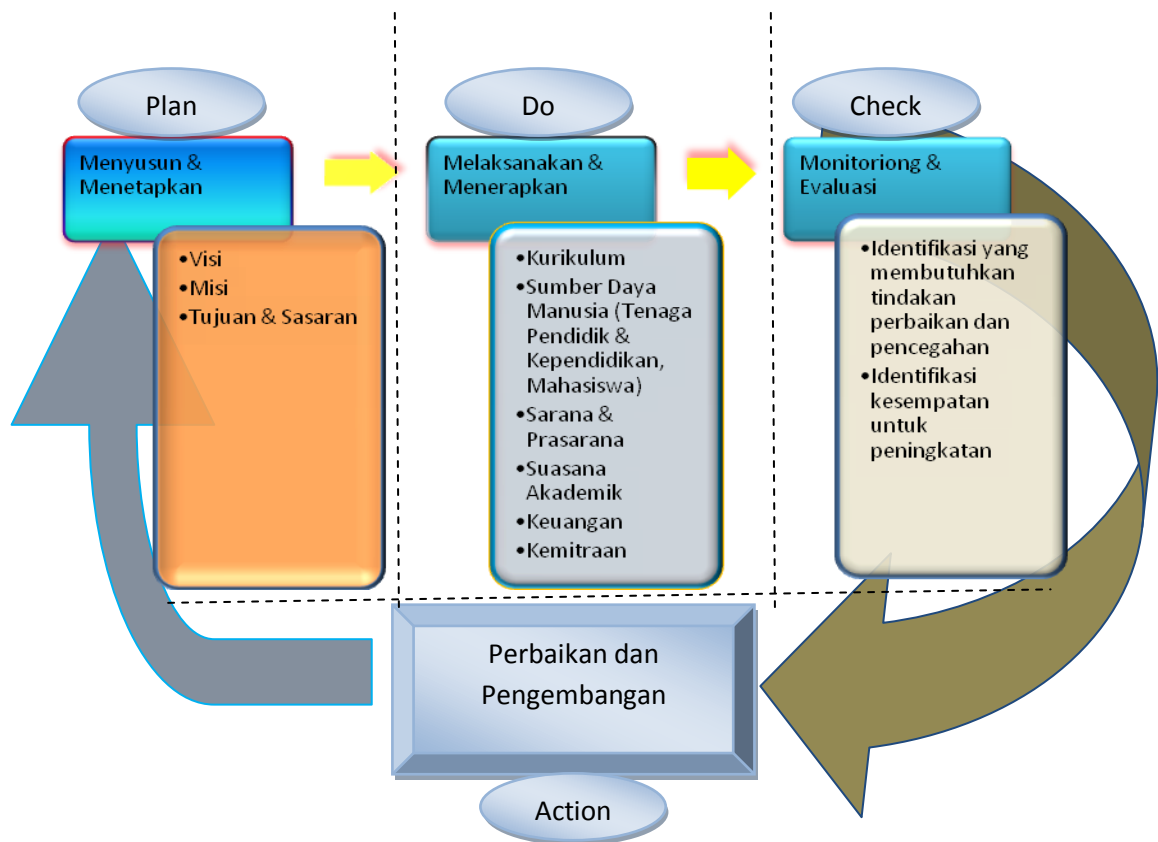 Plan
Menyusun &
Menetapkan
•Visi
•Misi
•Tujuan & Sasaran
Do
Melaksanakan &
Menerapkan
•Kurikulum
•Sumber Daya
Manusia (Tenaga
Pendidik &
Kependidikan,
Mahasiswa)
•Sarana &
Prasarana
•Suasana
Akademik
•Keuangan
•Kemitraan
Check
Monitoriong &
Evaluasi
•Identifikasi yang
membutuhkan
tindakan
perbaikan dan
pencegahan
•Identifikasi
kesempatan
untuk
peningkatan
Perbaikan dan
Pengembangan
Action